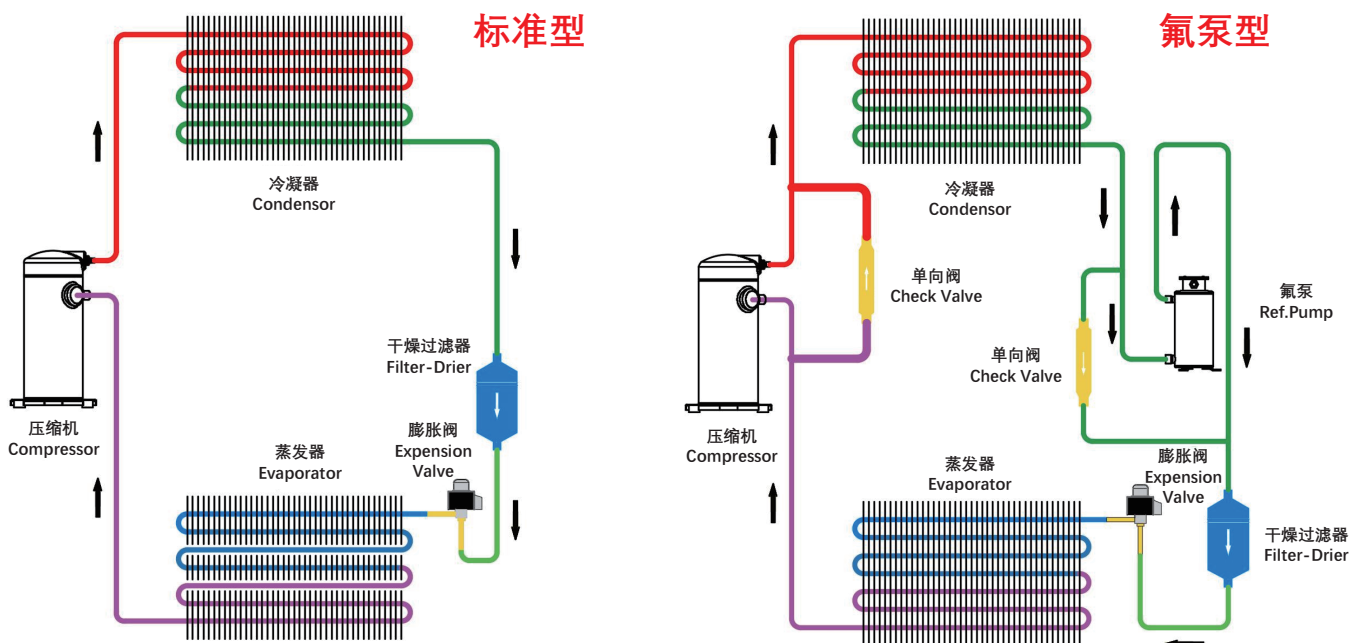 标准型
冷凝器
Condensor
干燥过滤器
Filter-Drier
压缩机
Compressor
膨胀阀
Expension
Valve
蒸发器
Evaporator
氟泵型
冷凝器
Condensor
单向阀
Check Valve
氟泵
Ref.Pump
单向阀
Check Valve
压缩机
Compressor
膨胀阀
Expension
Valve
蒸发器
Evaporator
干燥过滤器
Filter-Drier